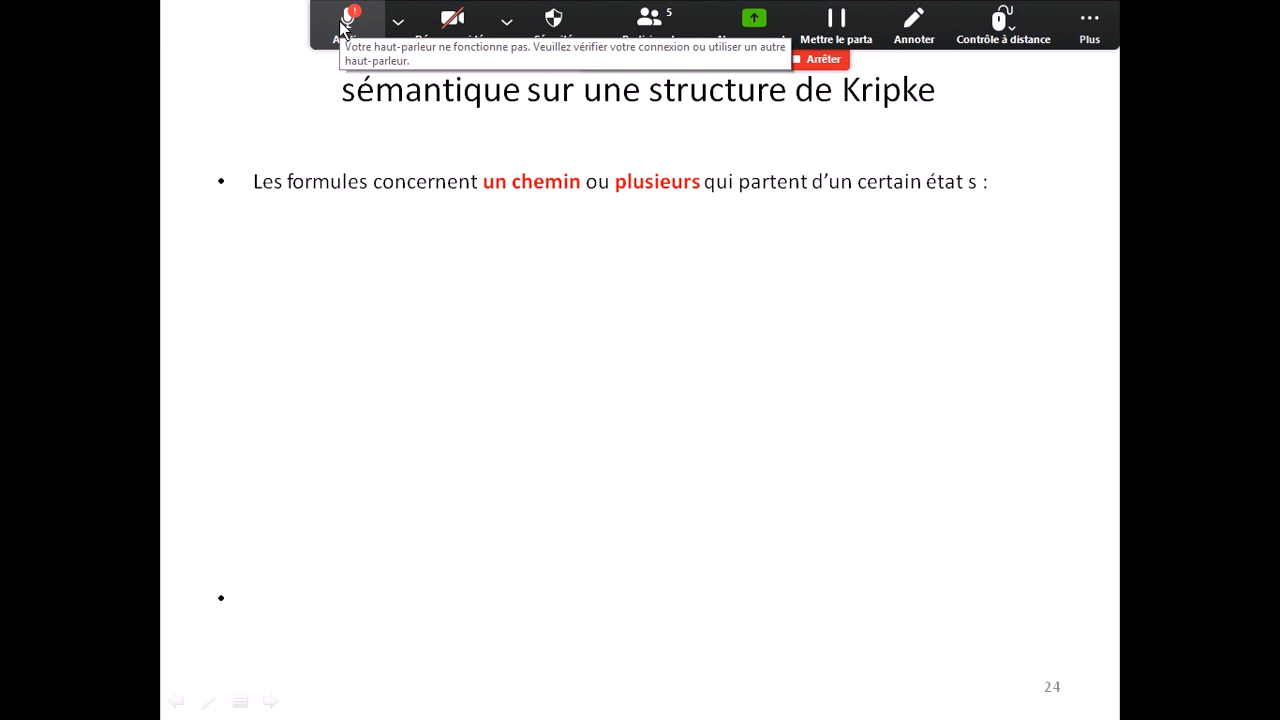 5
Mettre le parta
Annoter
Contrôle à distance
Plus
Votre haut-parleur ne fonctionne pas. Veuillez vérifier votre connexion ou utiliser un autre
haut-parleur.
Arrêter
sémantique sur une structure de Kripke
• Les formules concernent un chemin ou plusieurs qui partent d’un certain état s :
•
24